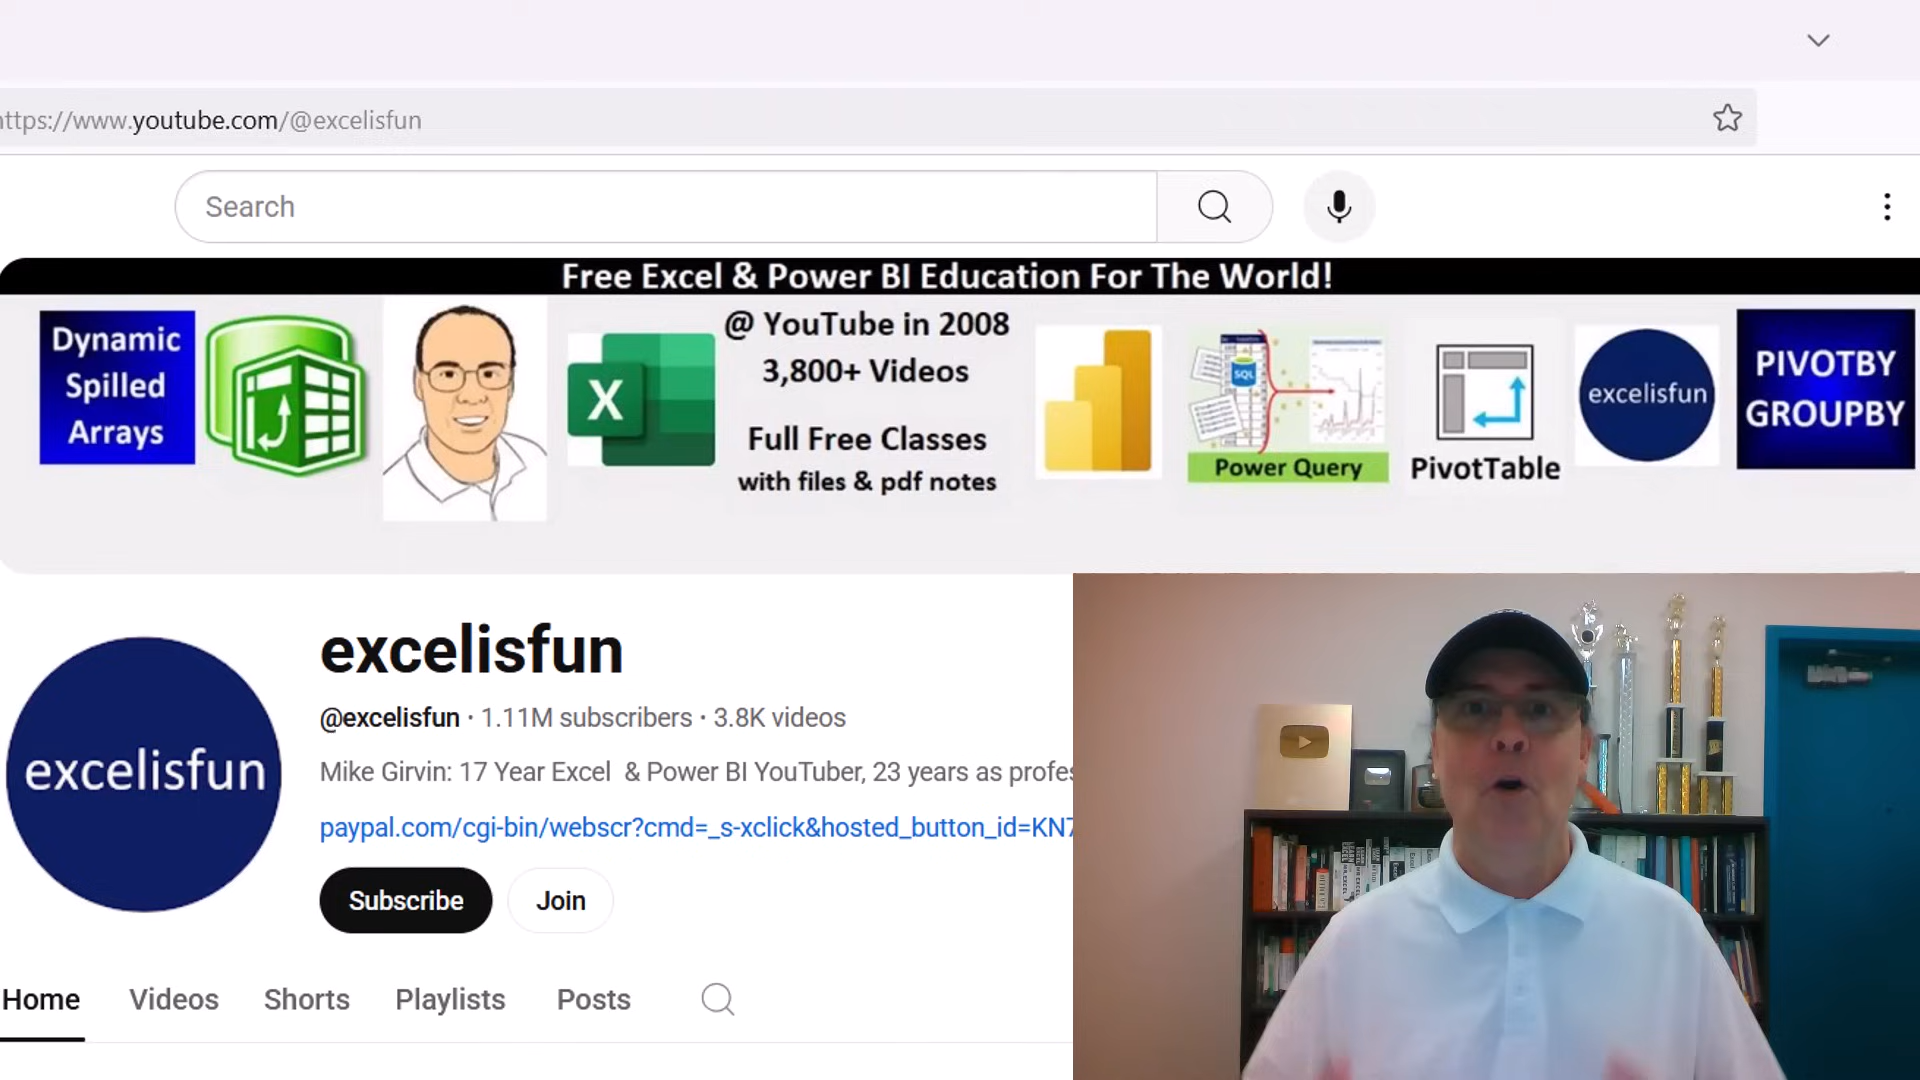 https://www.youtube.com/@excelisfun
Search
Free Excel & Power BI Education For The World!
Dynamic
Spilled
Arrays
X
@ YouTube in 2008
3,800+ Videos
Full Free Classes
with files & pdf notes
SQL
Power Query
PivotTable
excelisfun
PIVOTBY
GROUPBY
excelisfun
excelisfun
@excelisfun · 1.11M subscribers · 3.8K videos
Mike Girvin: 17 Year Excel & Power BI YouTuber, 23 years as profes
paypal.com/cgi-bin/webscr?cmd=_s-xclick&hosted_button_id=KN7
Subscribe
Join
Home
Videos
Shorts
Playlists
Posts